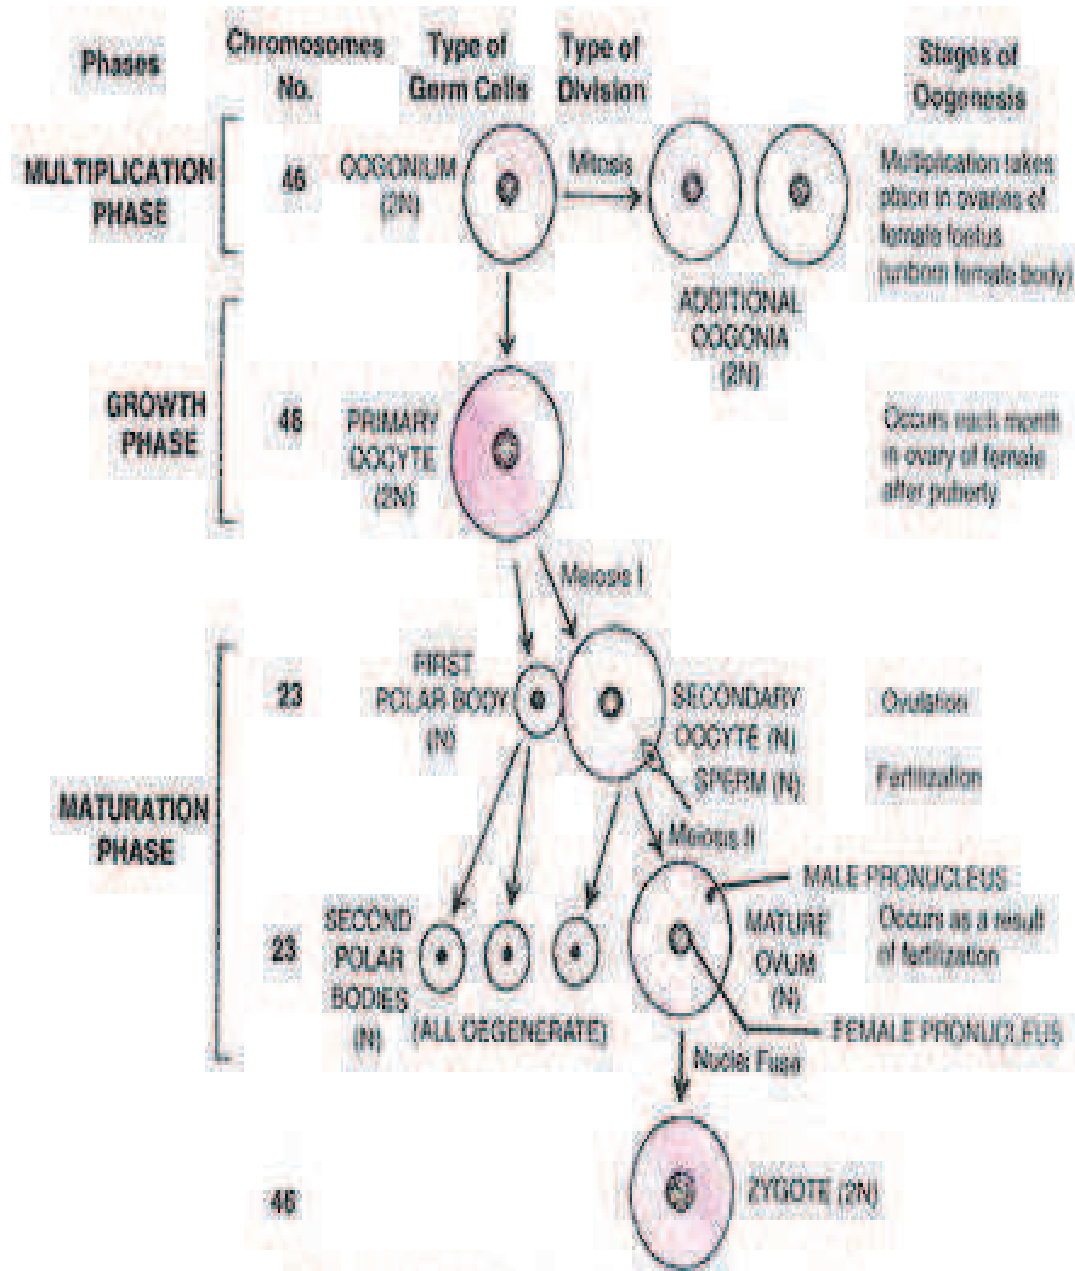 Phases
Chromosomes
No.
Type of
Germ Cells
Type of
Division
Stages of
Oogenesis
MULTIPLICATION
PHASE
46
OOGONIUM
(2N)
Mitosis
Multiplication takes
place in ovaries of
female foetus
(unborn female body)
ADDITIONAL
OOGONIA
(2N)
GROWTH
PHASE
46
PRIMARY
OOCYTE
(2N)
Occurs each month
in ovary of female
after puberty
Meiosis I
MATURATION
PHASE
23
FIRST
POLAR BODY
(N)
SECONDARY
OOCYTE (N)
Ovulation
SPERM (N)
Fertilization
Meiosis II
MALE PRONUCLEUS
23
SECOND
POLAR
BODIES
(N)
(ALL DEGENERATE)
MATURE
OVUM
(N)
Occurs as a result
of fertilization
FEMALE PRONUCLEUS
Nuclei Fuse
46
ZYGOTE (2N)